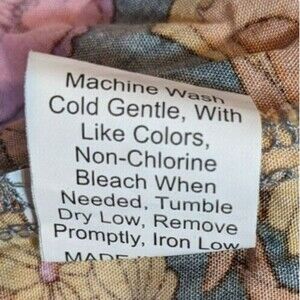 Machine Wash
Cold Gentle, With
Like Colors,
Non-Chlorine
Bleach When
Needed, Tumble
Dry Low, Remove
Promptly, Iron Low
MADE